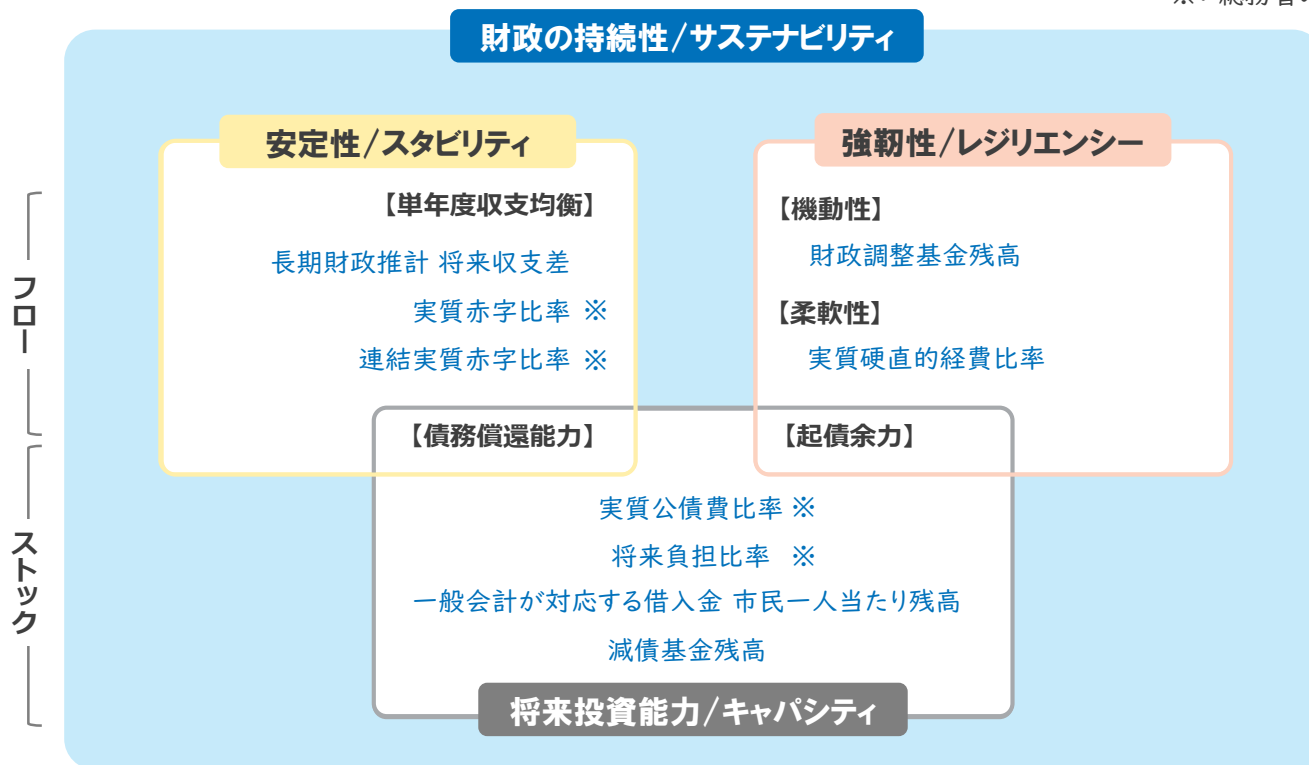 財政の持続性/サステナビリティ
安定性/スタビリティ
【単年度収支均衡】
長期財政推計 将来収支差
実質赤字比率 ※
連結実質赤字比率 ※
強靭性/レジリエンシー
【機動性】
財政調整基金残高
【柔軟性】
実質硬直的経費比率
フロー
【債務償還能力】
【起債余力】
実質公債費比率 ※
将来負担比率 ※
一般会計が対応する借入金 市民一人当たり残高
減債基金残高
ストック
将来投資能力/キャパシティ